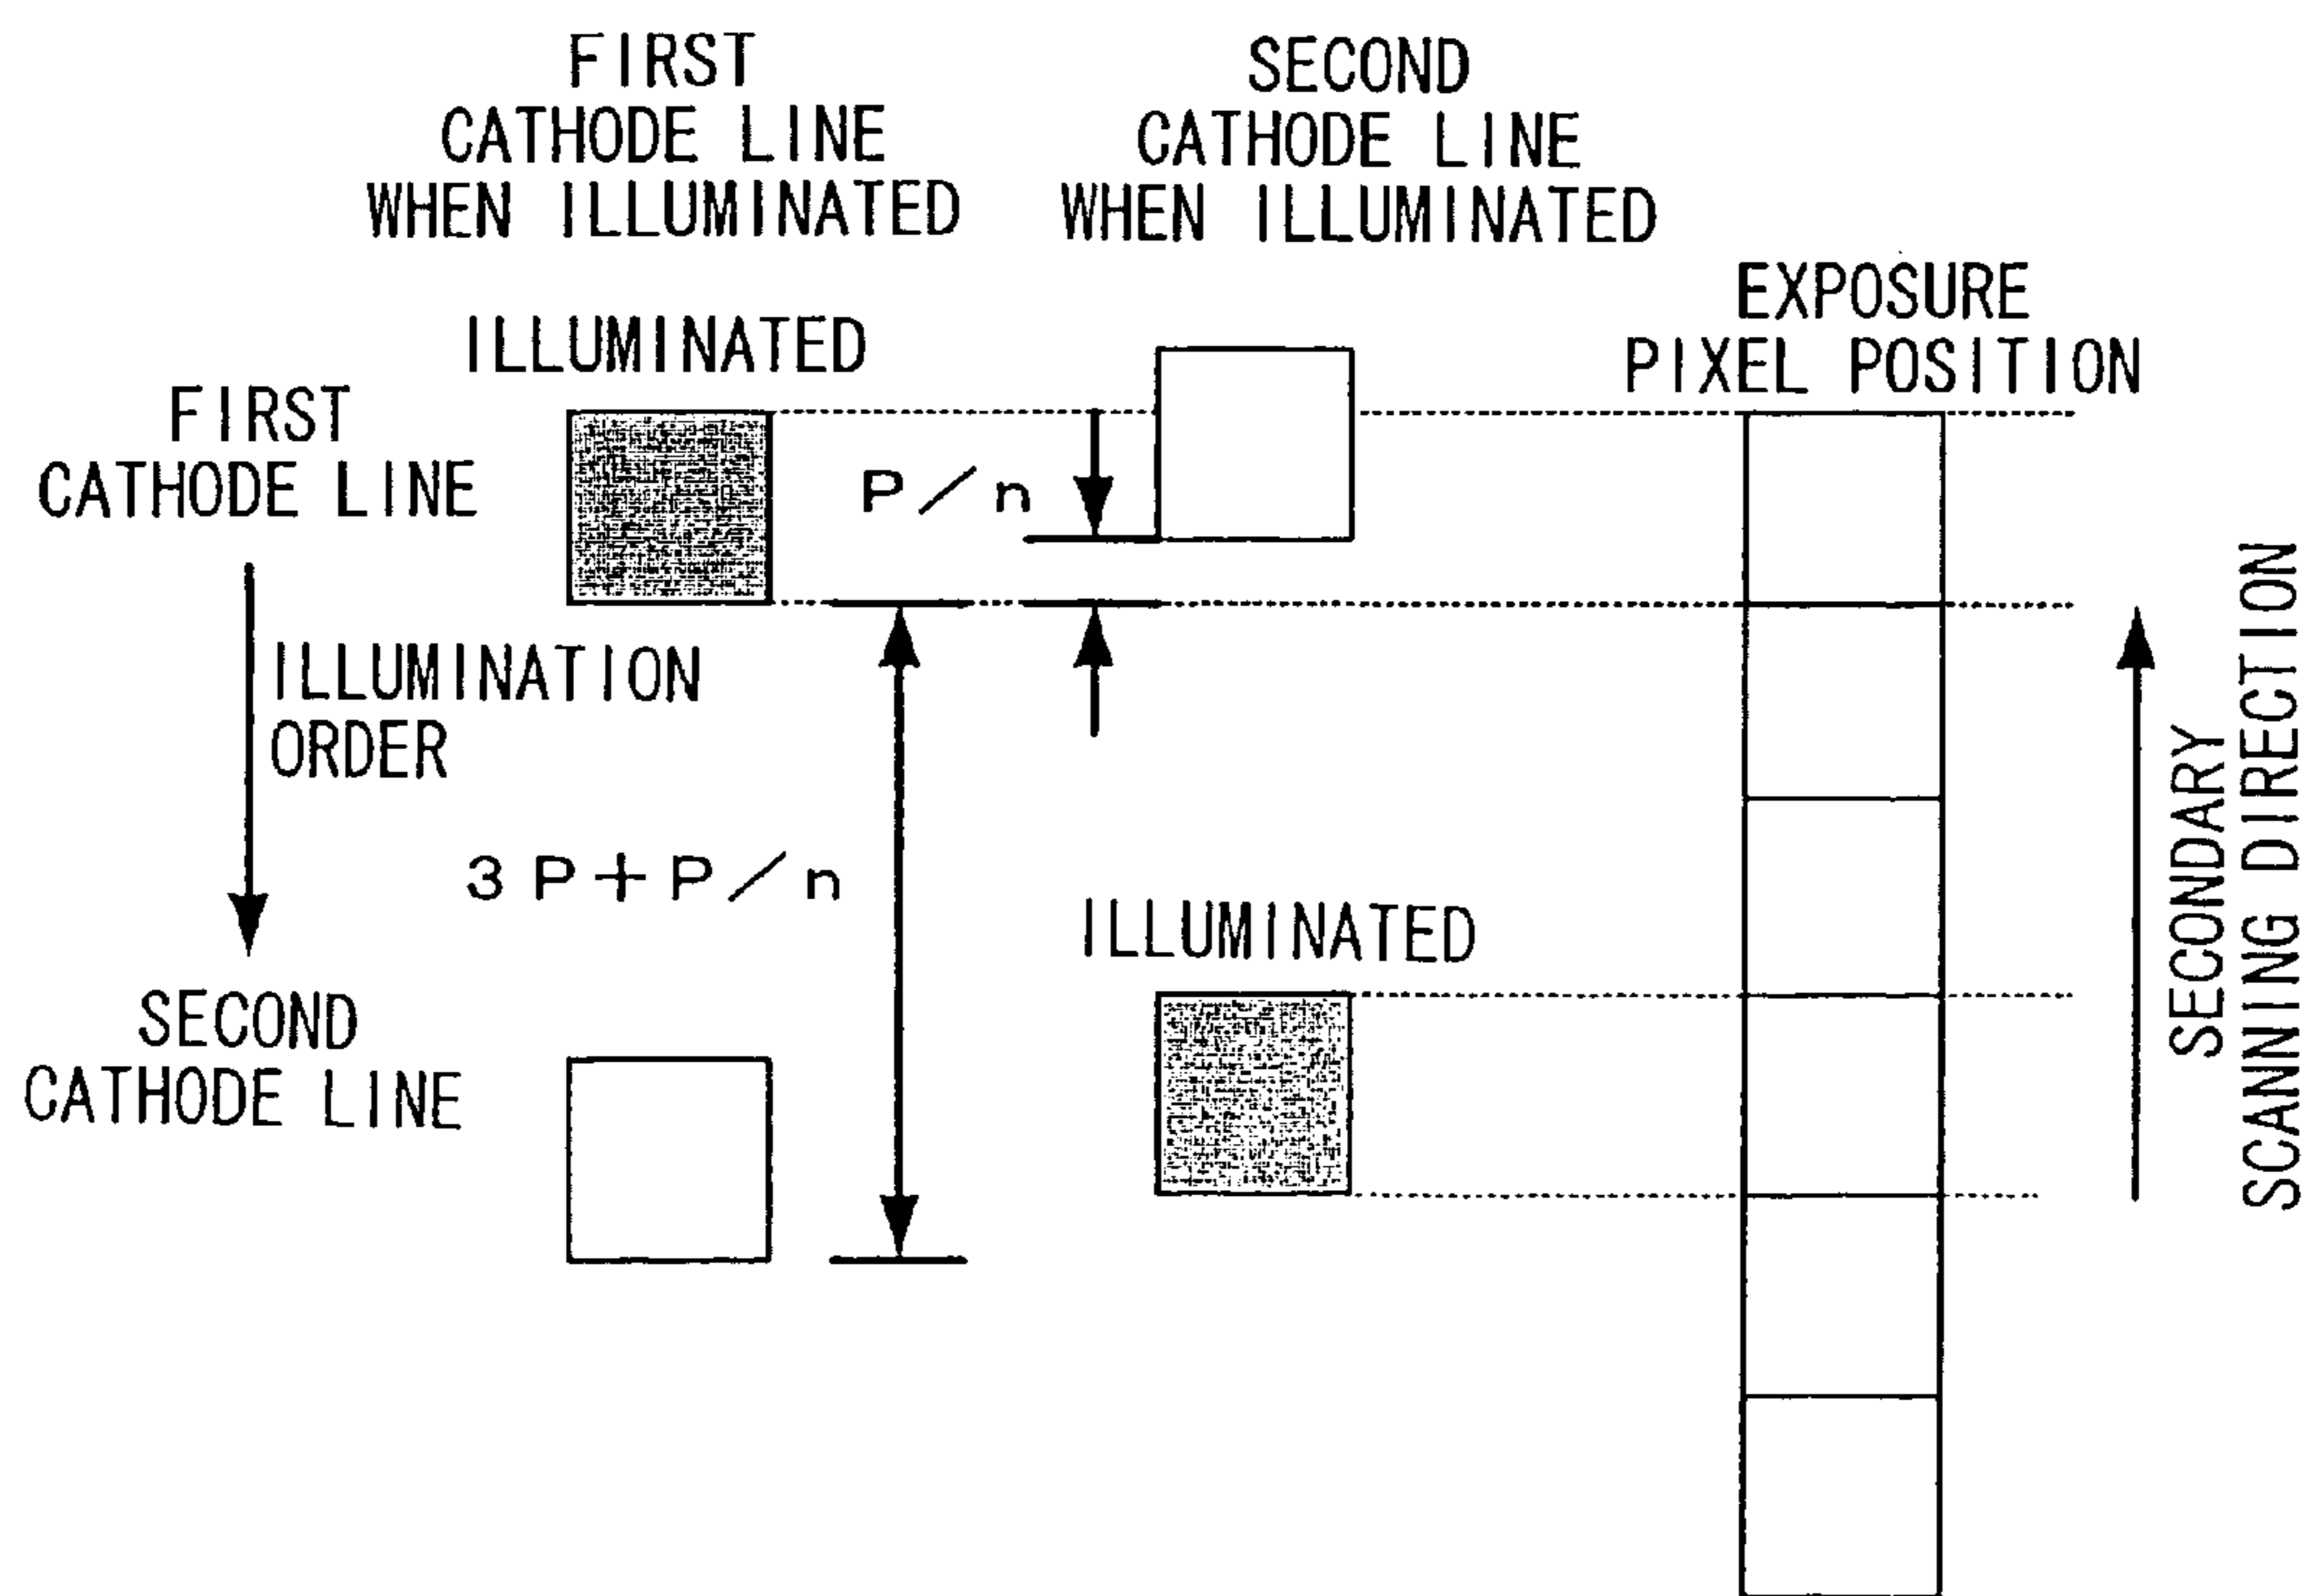 FIRST
CATHODE LINE
WHEN ILLUMINATED
SECOND
CATHODE LINE
WHEN ILLUMINATED
EXPOSURE
PIXEL POSITION
ILLUMINATED
FIRST
CATHODE LINE
P/n
ILLUMINATION
ORDER
3P+P/n
ILLUMINATED
SECOND
CATHODE LINE
SECONDARY
SCANNING DIRECTION